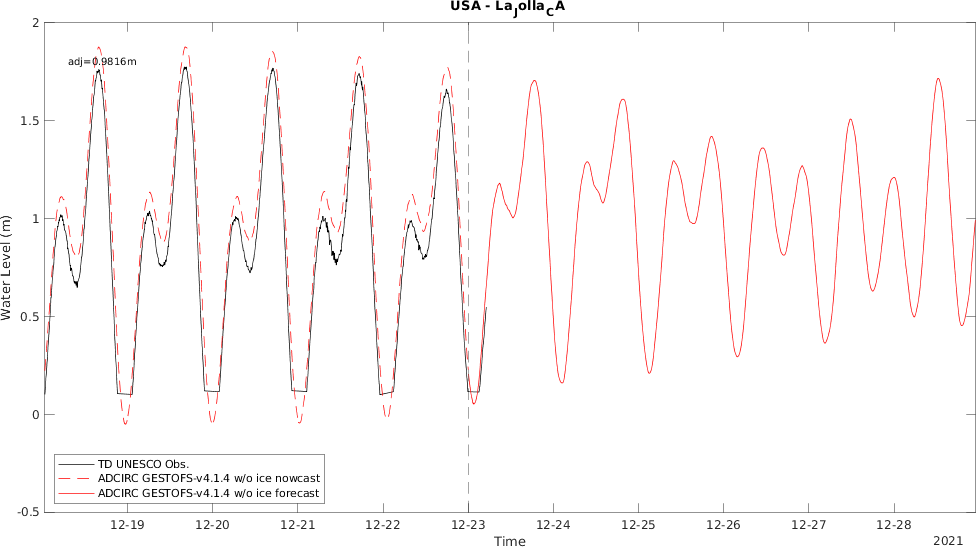 USA - LaJollaCA
adj=0.9816m
2
1.5
1
0.5
0
-0.5
Water Level (m)
TD UNESCO Obs.
ADCIRC GESTOFS-v4.1.4 w/o ice nowcast
ADCIRC GESTOFS-v4.1.4 w/o ice forecast
12-19 12-20 12-21 12-22 12-23 12-24 12-25 12-26 12-27 12-28
Time
2021